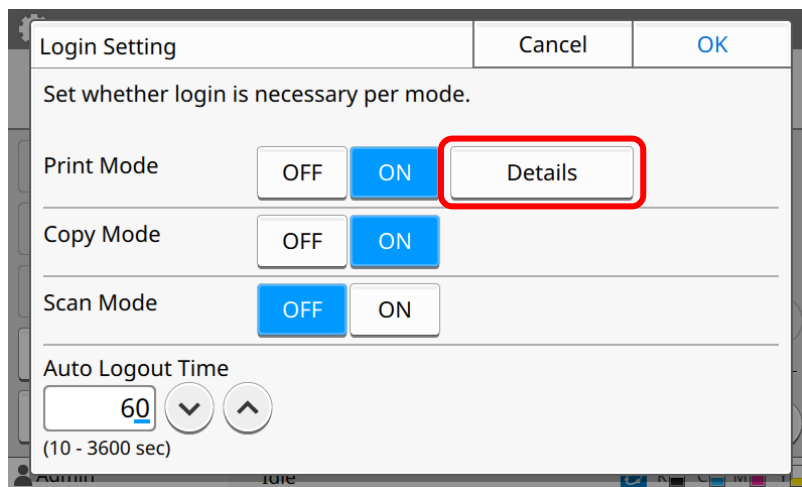 Login Setting Cancel OK
Set whether login is necessary per mode.
Print Mode OFF ON Details
Copy Mode OFF ON
Scan Mode OFF ON
Auto Logout Time
60
(10 - 3600 sec)
Admin Idle K C M Y